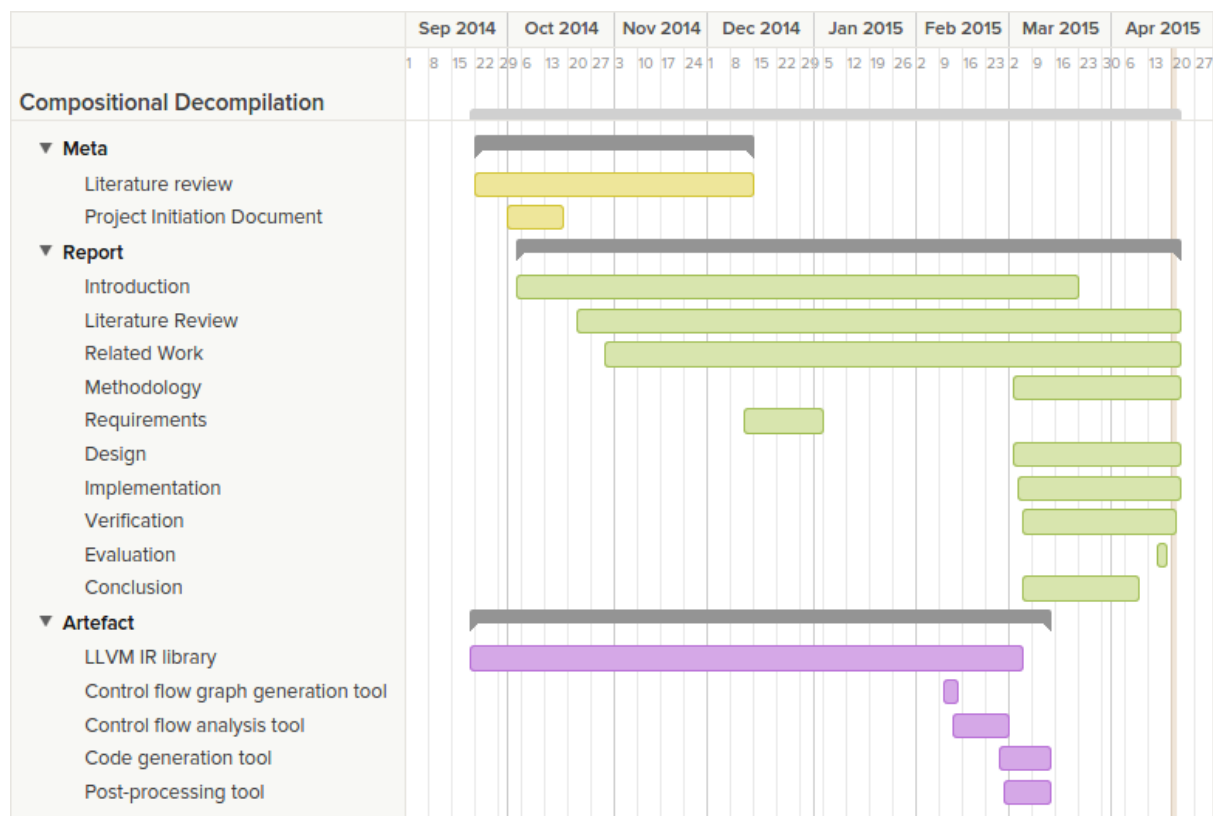 Sep 2014 Oct 2014 Nov 2014 Dec 2014 Jan 2015 Feb 2015 Mar 2015 Apr 2015
1 8 15 22 29 6 13 20 27 3 10 17 24 1 8 15 22 29 5 12 19 26 2 9 16 23 2 9 16 23 30 6 13 20 27
Compositional Decompilation
▼ Meta
Literature review
Project Initiation Document
▼ Report
Introduction
Literature Review
Related Work
Methodology
Requirements
Design
Implementation
Verification
Evaluation
Conclusion
▼ Artefact
LLVM IR library
Control flow graph generation tool
Control flow analysis tool
Code generation tool
Post-processing tool